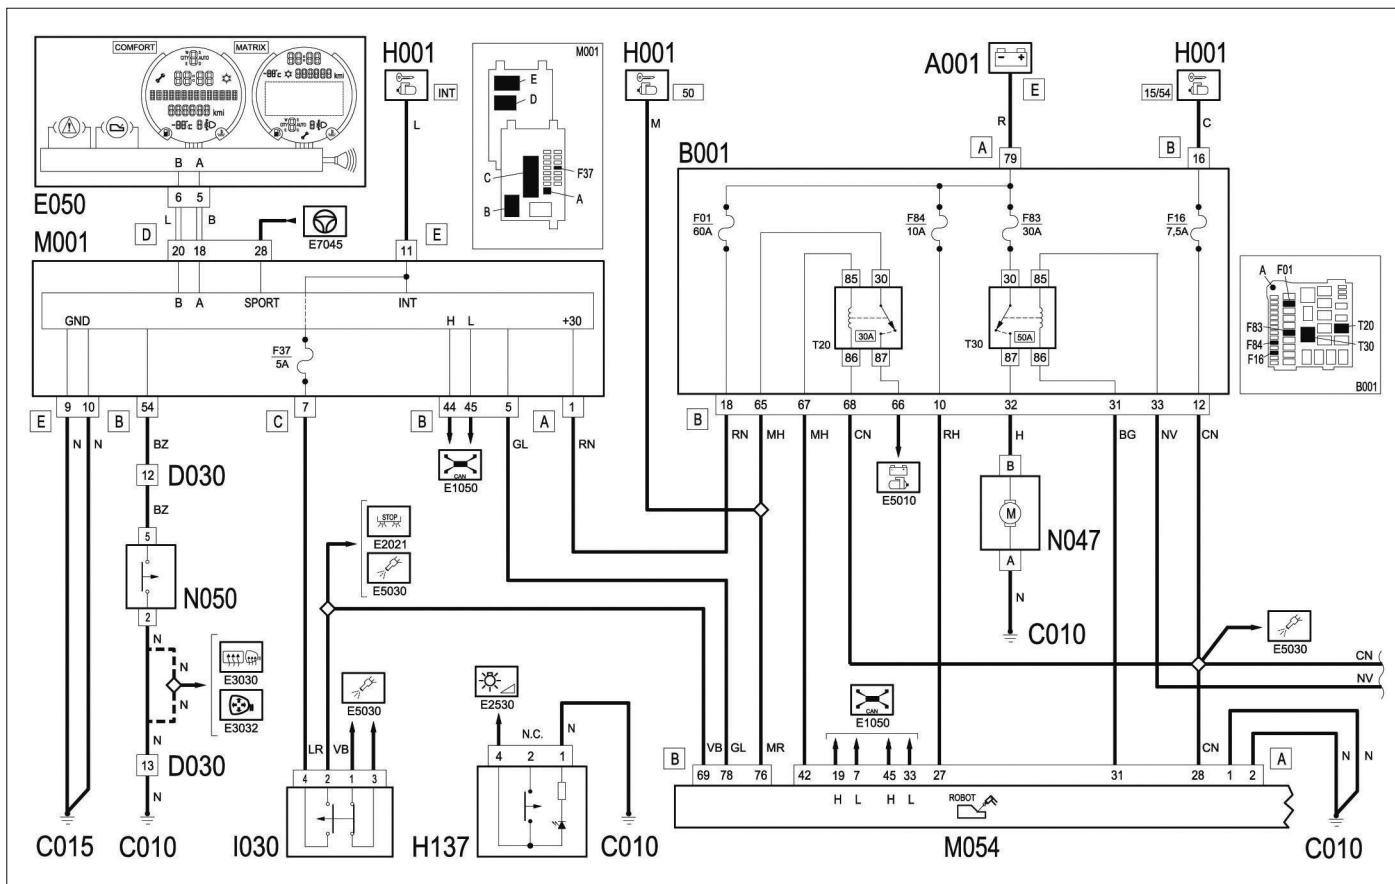 COMFORT
MATRIX
H001
INT
L
M001
E
D
C
B
F37
A
H001
50
M
A001
E
R
A
79
H001
15/54
C
B
16
B A
6 5
E050
L B
E7045
M001
D
20 18 28
E
11
B A SPORT INT
GND H L +30
F37
5A
B001
F01
60A
F84
10A
F83
30A
F16
7,5A
85 30
30 85
T20
30A
T30
50A
86 87
87 86
A F01
F83
F84
F16
T20
T30
B001
E
9 10
B
54
C
7
B
44 45
5
A
1
B
18 65 67 68 66 10 32 31 33 12
N N
BZ
GL
RN
RN MH MH CN RH H BG NV CN
CAN
E1050
E5010
12
D030
BZ
5
N050
2
STOP
E2021
E5030
B
M
N047
A
N
C010
N
N
N
E3030
E3032
N
13
D030
N
C015
C010
E5030
LR VB
4 2 1 3
I030
E2530
N.C.
N
4 2 1
H137
C010
E5030
CN
NV
CAN
E1050
B
VB GL MR
CN
N N
A
69 78 76 42 19 7 45 33 27 31 28 1 2
H L H L
ROBOT
M054
C010